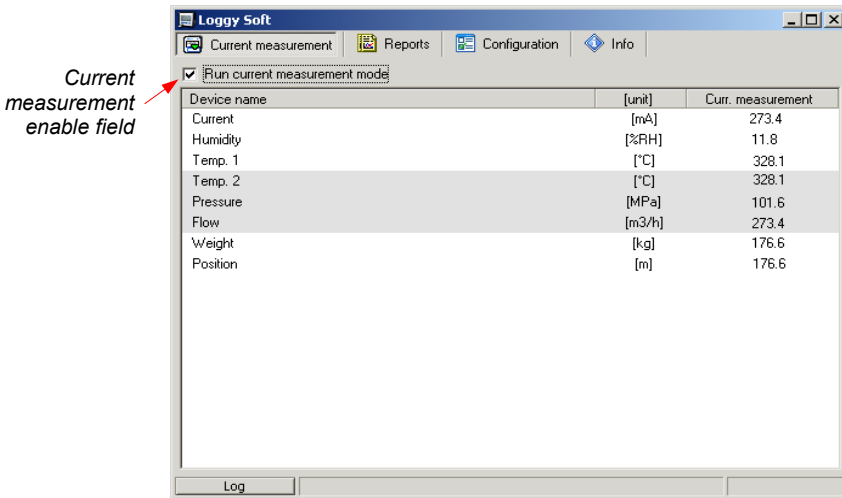 Loggy Soft
Current measurement Reports Configuration Info
Current
measurement
enable field
Run current measurement mode
Device name [unit] Curr. measurement
Current [mA] 273.4
Humidity [%RH] 11.8
Temp. 1 [°C] 328.1
Temp. 2 [°C] 328.1
Pressure [MPa] 101.6
Flow [m3/h] 273.4
Weight [kg] 176.6
Position [m] 176.6
Log